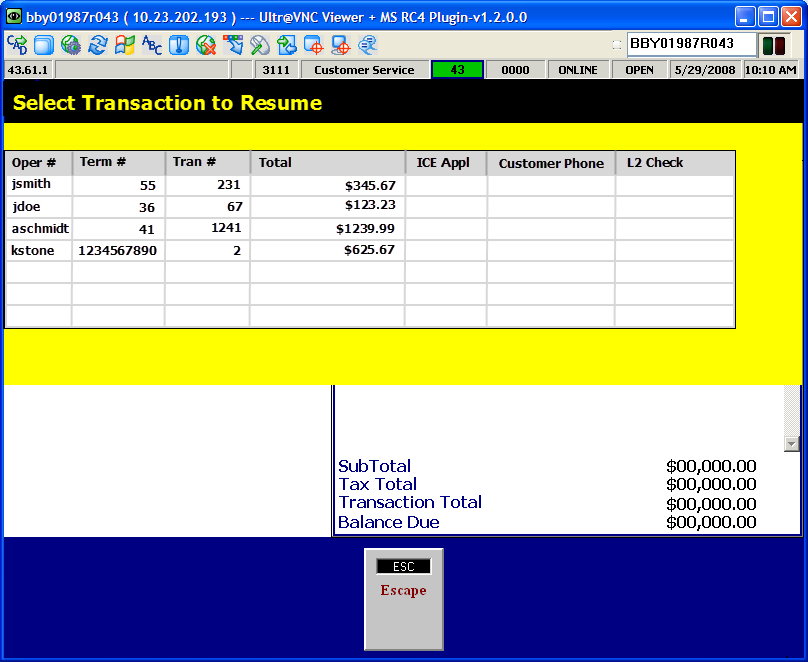 bby01987r043 ( 10.23.202.193 ) --- Ultr@VNC Viewer + MS RC4 Plugin-v1.2.0.0
CAD ABC BBY01987R043
43.61.1 3111 Customer Service 43 0000 ONLINE OPEN 5/29/2008 10:10 AM
Select Transaction to Resume
Oper # Term # Tran # Total ICE Appl Customer Phone L2 Check
jsmith 55 231 $345.67
jdoe 36 67 $123.23
aschmidt 41 1241 $1239.99
kstone 1234567890 2 $625.67
SubTotal $00,000.00
Tax Total $00,000.00
Transaction Total $00,000.00
Balance Due $00,000.00
ESC
Escape